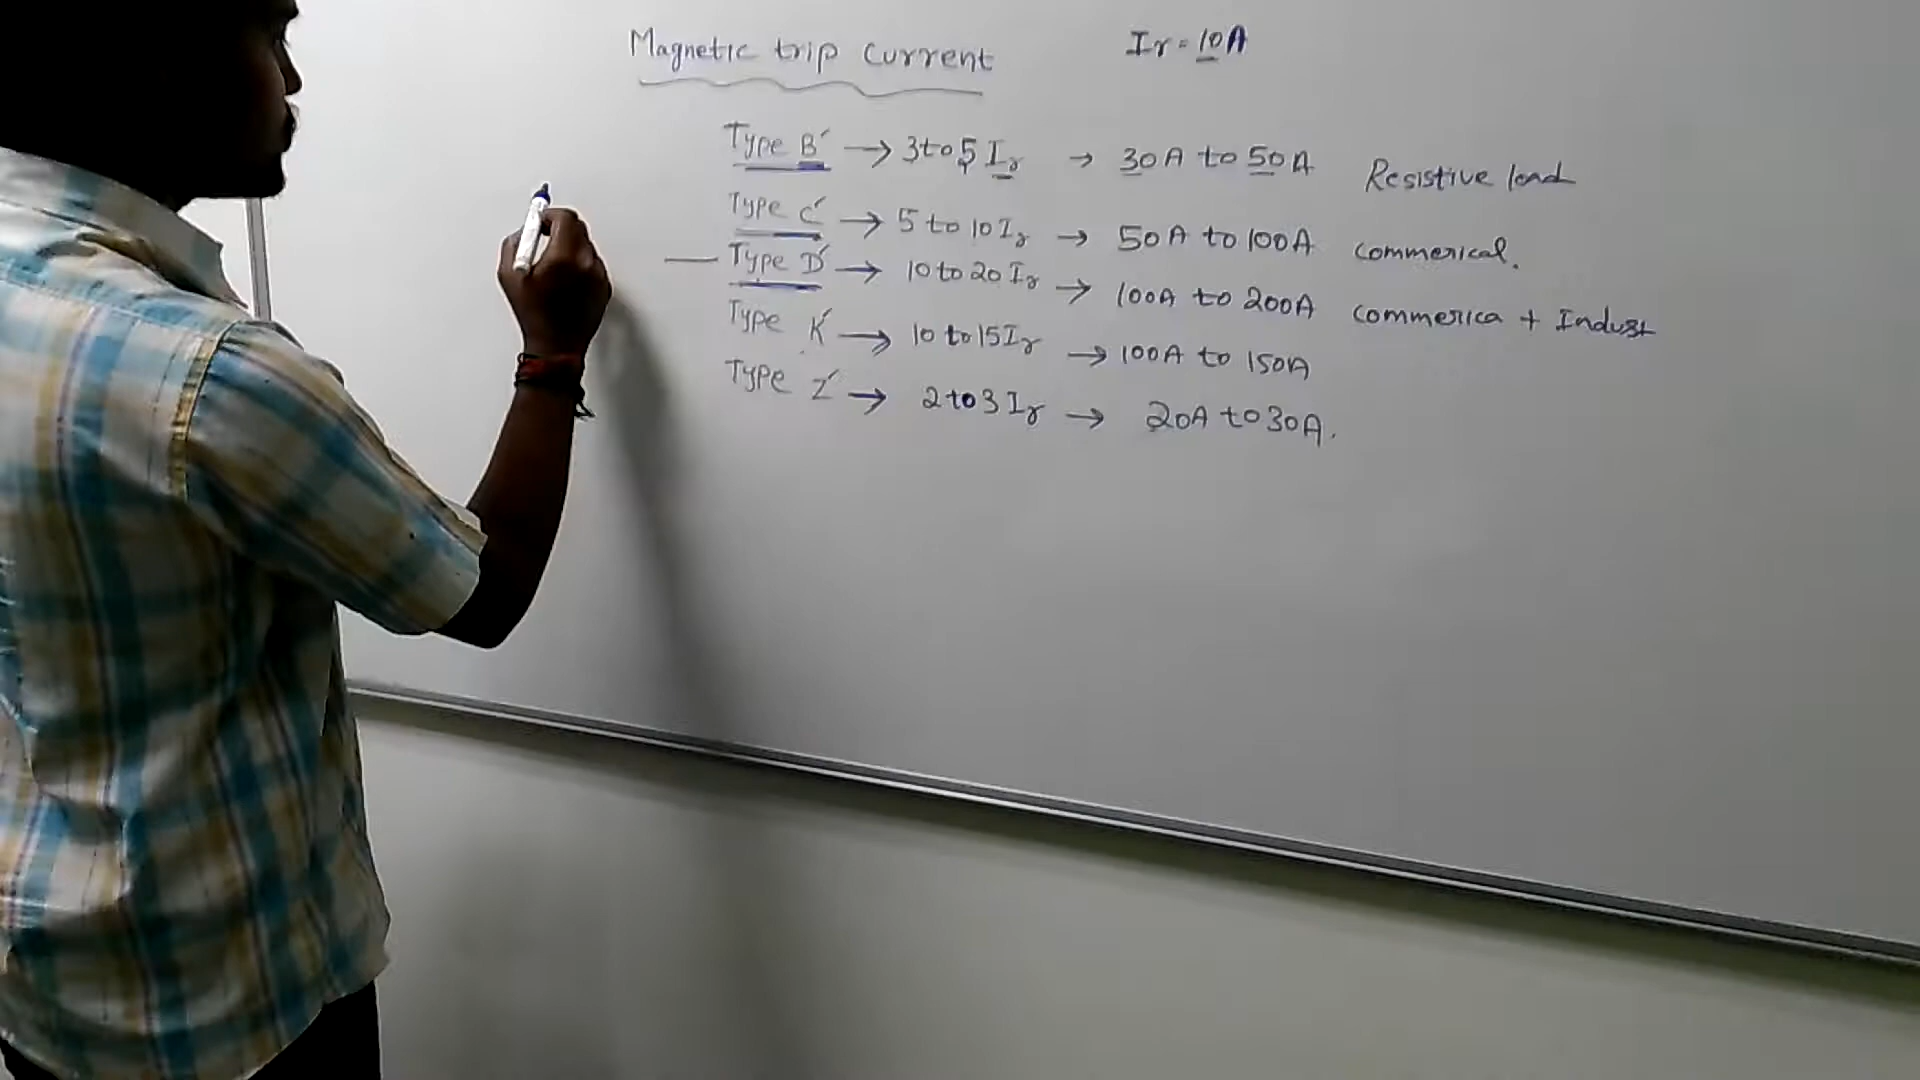 Magnetic trip current Ir = 10A
Type B' → 3 to 5 Ir → 30A to 50A Resistive load
Type C' → 5 to 10 Ir → 50A to 100A commerical.
Type D' → 10 to 20 Ir → 100A to 200A commerica + Indust
Type K' → 10 to 15 Ir → 100A to 150A
Type Z' → 2 to 3 Ir → 20A to 30A.